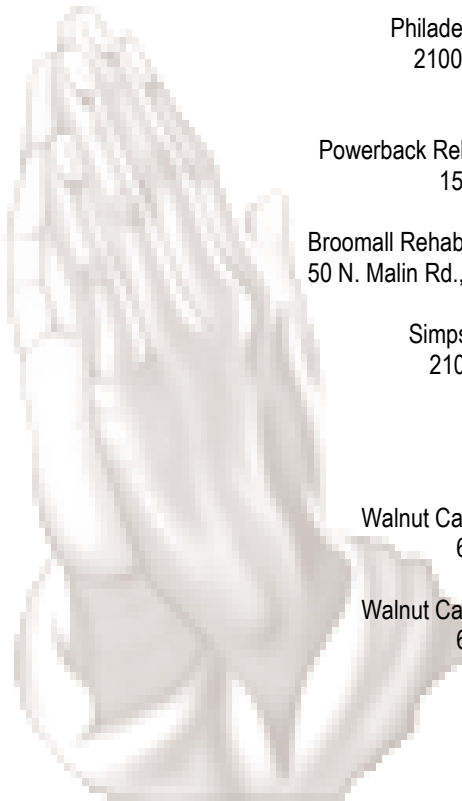 Philade
2100
Powerback Reh
15
Broomall Rehab
50 N. Malin Rd.,
Simps
210
Walnut Ca
6
Walnut Ca
6